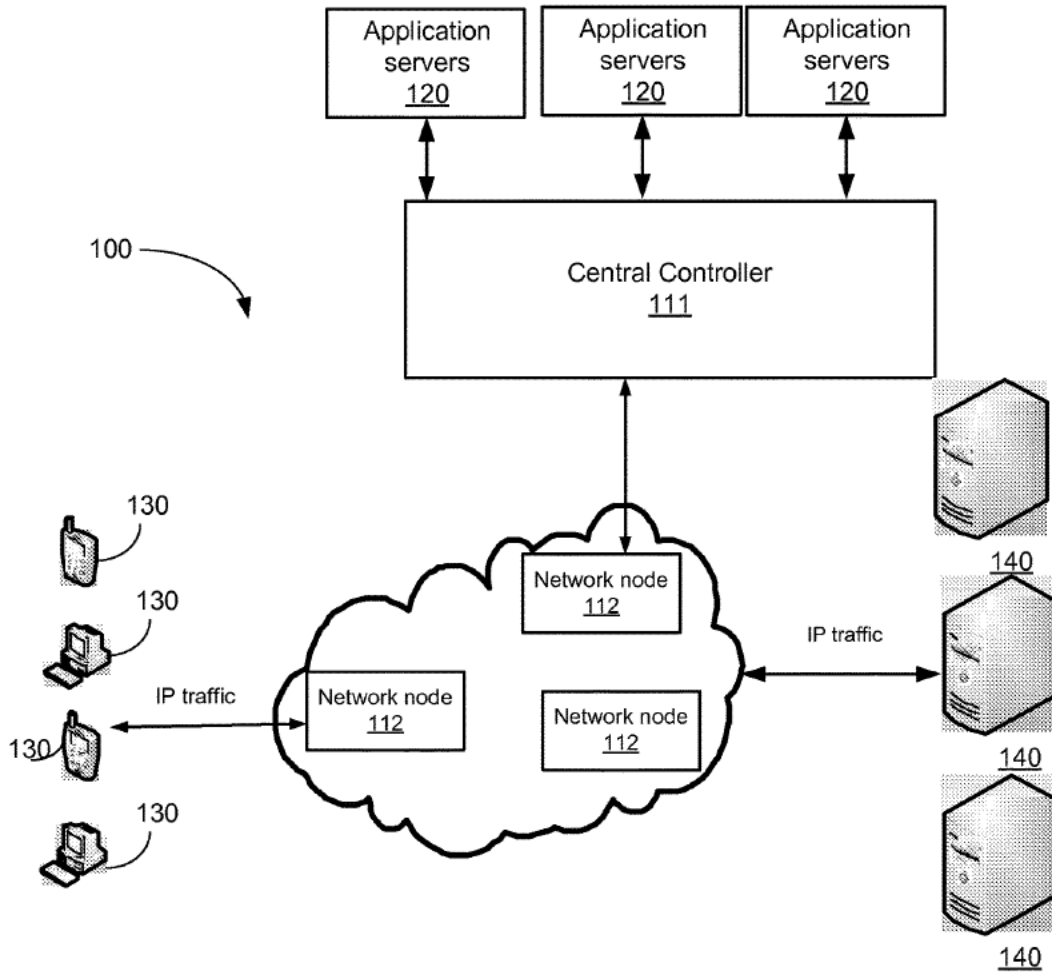 Application
servers
120
Application
servers
120
Application
servers
120
100
Central Controller
111
130
140
Network node
112
130
IP traffic
IP traffic
Network node
112
Network node
112
130
140
130
140